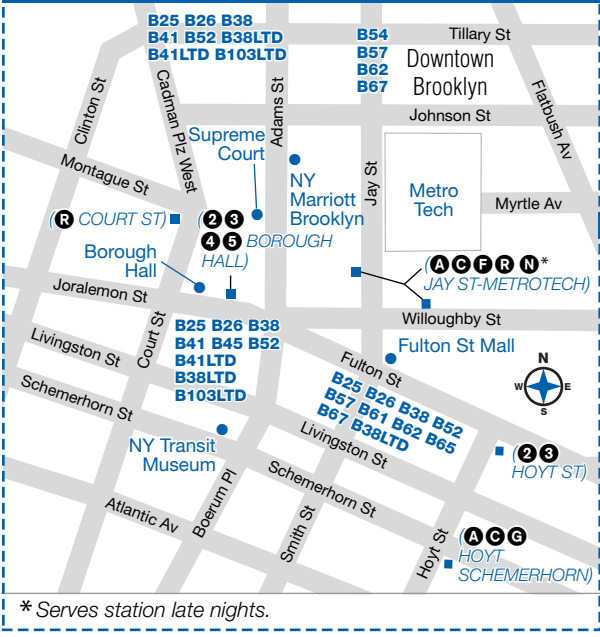 B25 B26 B38
B41 B52 B38LTD
B41LTD B103LTD
B54
B57
B62
B67
Tillary St
Downtown
Brooklyn
Clinton St
Cadman Plz West
Adams St
Flatbush Av
Johnson St
Supreme
Court
Jay St
Montague St
NY
Marriott
Brooklyn
Metro
Tech
Myrtle Av
(R COURT ST)
(2 3
4 5 BOROUGH
HALL)
Borough
Hall
(A C F R N*
JAY ST-METROTECH)
Joralemon St
Willoughby St
Court St
B25 B26 B38
B41 B45 B52
B41LTD
B38LTD
B103LTD
Livingston St
Fulton St
Fulton St Mall
N
W E
S
Schemerhorn St
B25 B26 B38 B52
B57 B61 B62 B65
B67 B38LTD
NY Transit
Museum
Livingston St
(2 3
HOYT ST)
Schemerhorn St
Atlantic Av
Boerum Pl
Smith St
Hoyt St
(A C G
HOYT
SCHEMERHORN)
* Serves station late nights.